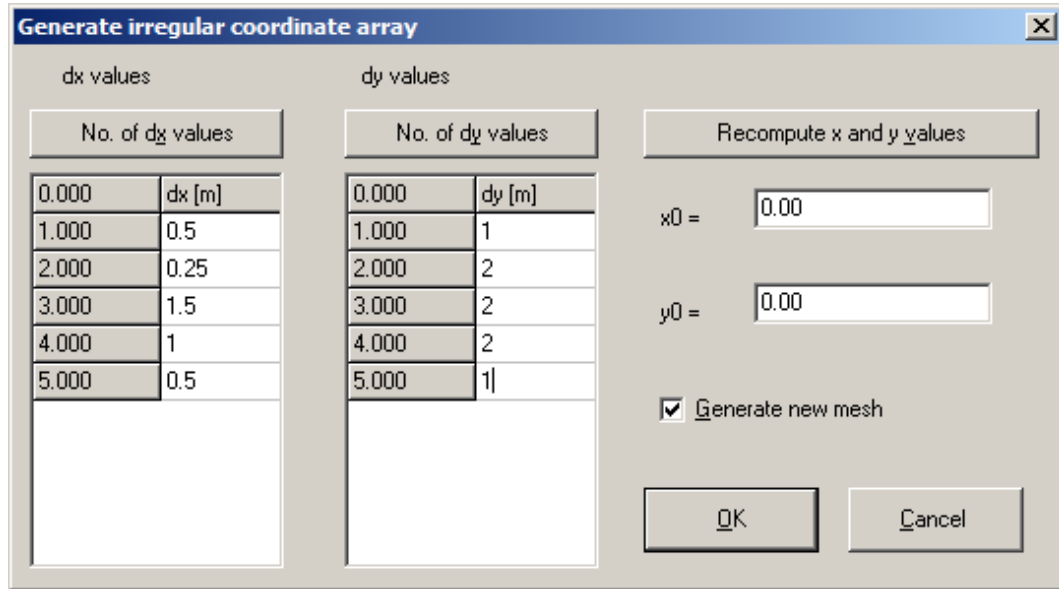 Generate irregular coordinate array
dx values
dy values
No. of dx values
No. of dy values
Recompute x and y values
0.000 dx [m]
1.000 0.5
2.000 0.25
3.000 1.5
4.000 1
5.000 0.5
0.000 dy [m]
1.000 1
2.000 2
3.000 2
4.000 2
5.000 1
x0 = 0.00
y0 = 0.00
Generate new mesh
OK
Cancel